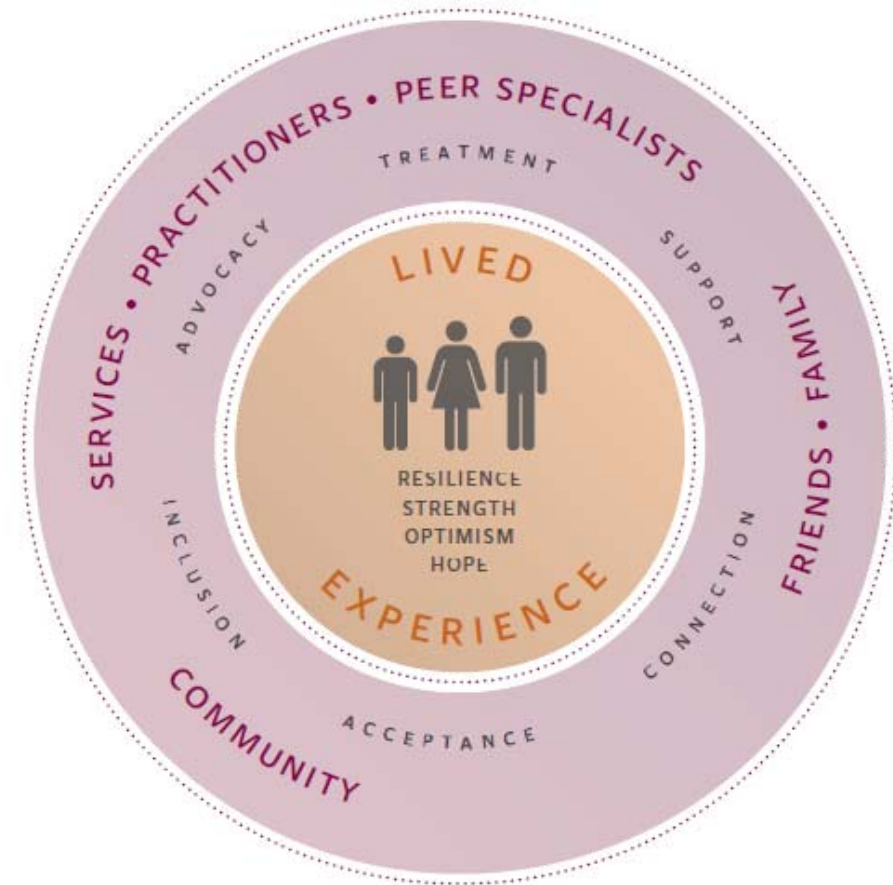 SERVICES • PRACTITIONERS • PEER SPECIALISTS
FRIENDS • FAMILY
COMMUNITY
ADVOCACY
TREATMENT
SUPPORT
CONNECTION
ACCEPTANCE
INCLUSION
LIVED
RESILIENCE
STRENGTH
OPTIMISM
HOPE
EXPERIENCE